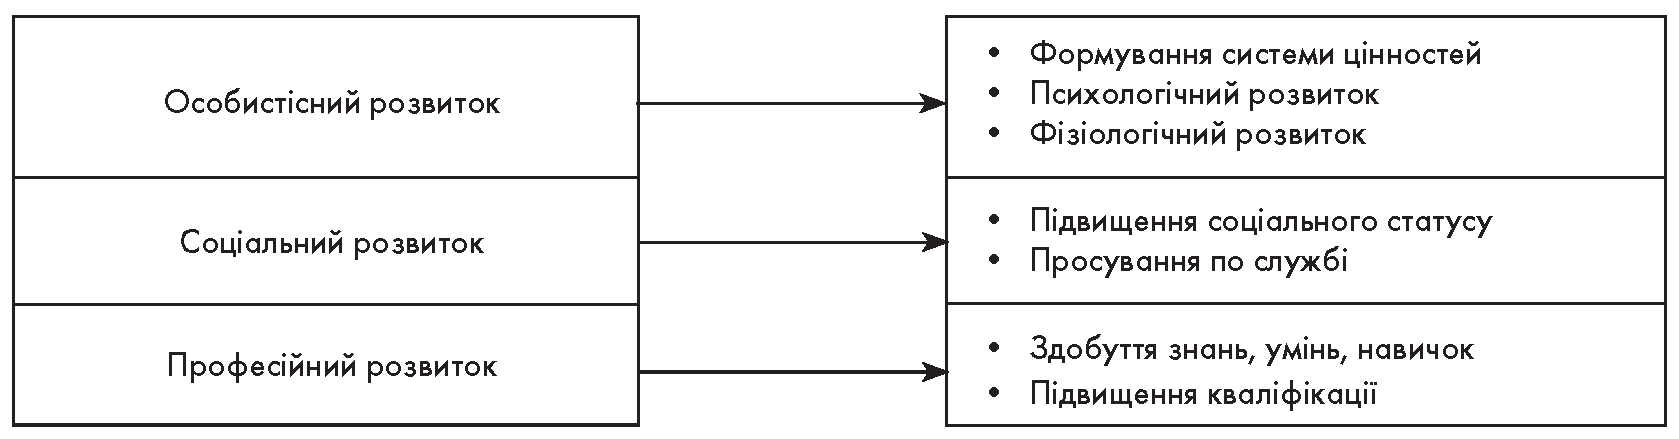 Особистісний розвиток
• Формування системи цінностей
• Психологічний розвиток
• Фізіологічний розвиток
Соціальний розвиток
• Підвищення соціального статусу
• Просування по службі
Професійний розвиток
• Здобуття знань, умінь, навичок
• Підвищення кваліфікації